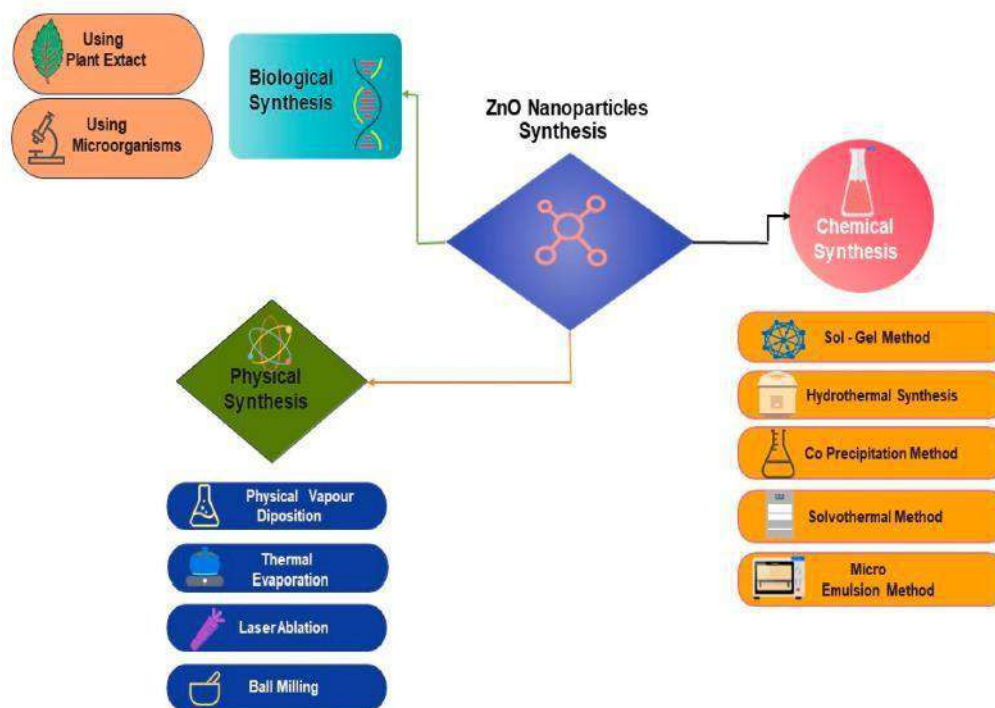 Using
Plant Extact
Using
Microorganisms
Biological
Synthesis
ZnO Nanoparticles
Synthesis
Chemical
Synthesis
Physical
Synthesis
Sol - Gel Method
Hydrothermal Synthesis
Co Precipitation Method
Solvothermal Method
Micro
Emulsion Method
Physical Vapour
Diposition
Thermal
Evaporation
Laser Ablation
Ball Milling